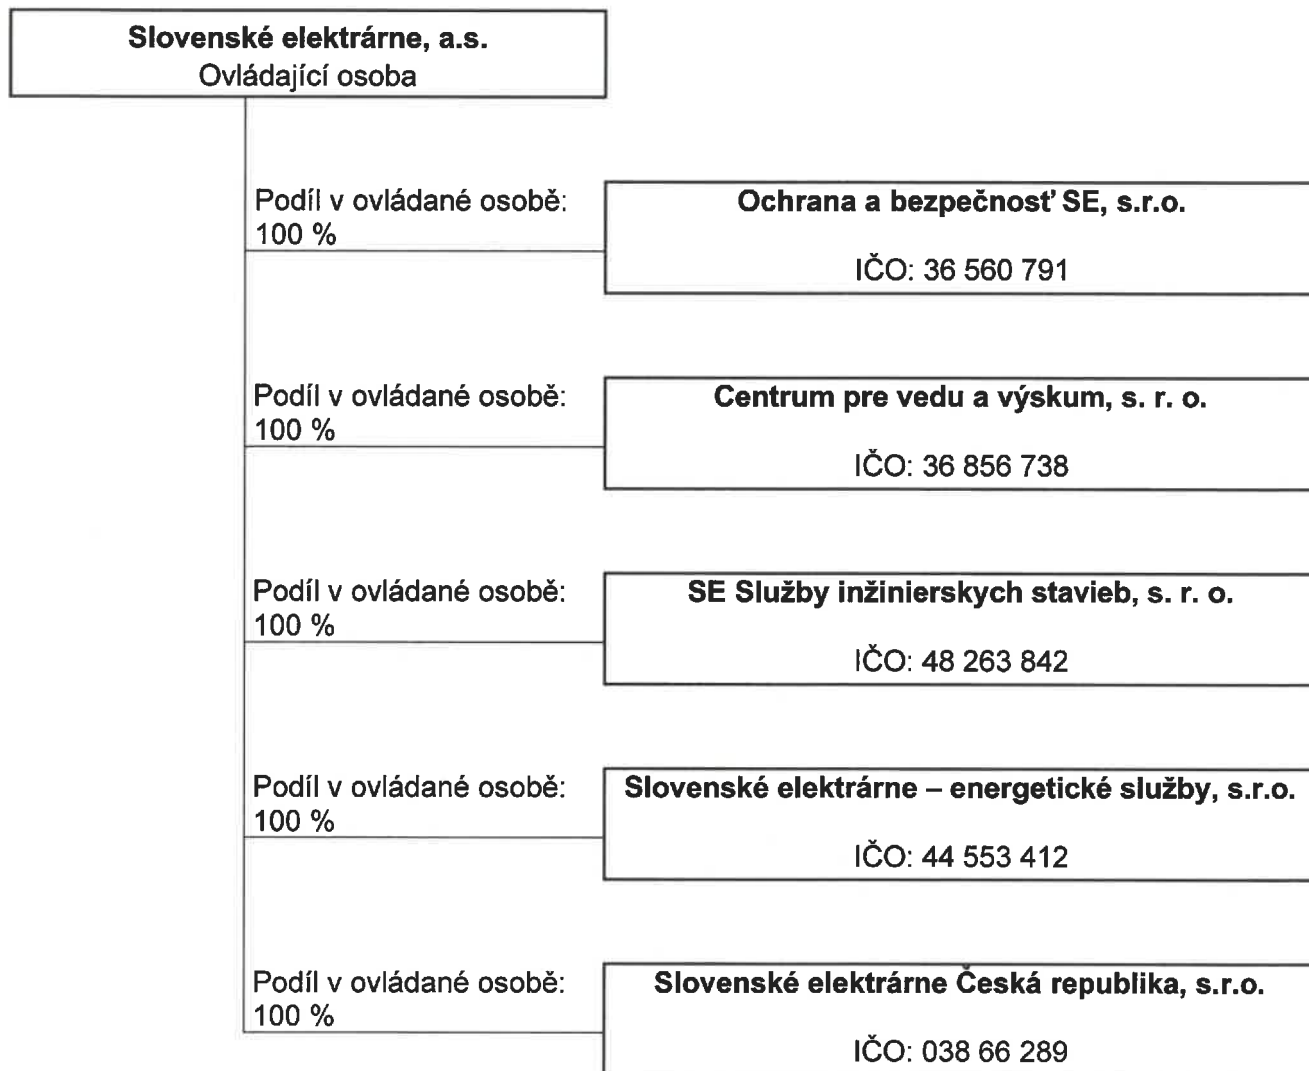 Slovenské elektrárne, a.s.
Ovládající osoba
Podíl v ovládané osobě:
100 %
Ochrana a bezpečnosť SE, s.r.o.
IČO: 36 560 791
Podíl v ovládané osobě:
100 %
Centrum pre vedu a výskum, s. r. o.
IČO: 36 856 738
Podíl v ovládané osobě:
100 %
SE Služby inžinierskych stavieb, s. r. o.
IČO: 48 263 842
Podíl v ovládané osobě:
100 %
Slovenské elektrárne – energetické služby, s.r.o.
IČO: 44 553 412
Podíl v ovládané osobě:
100 %
Slovenské elektrárne Česká republika, s.r.o.
IČO: 038 66 289